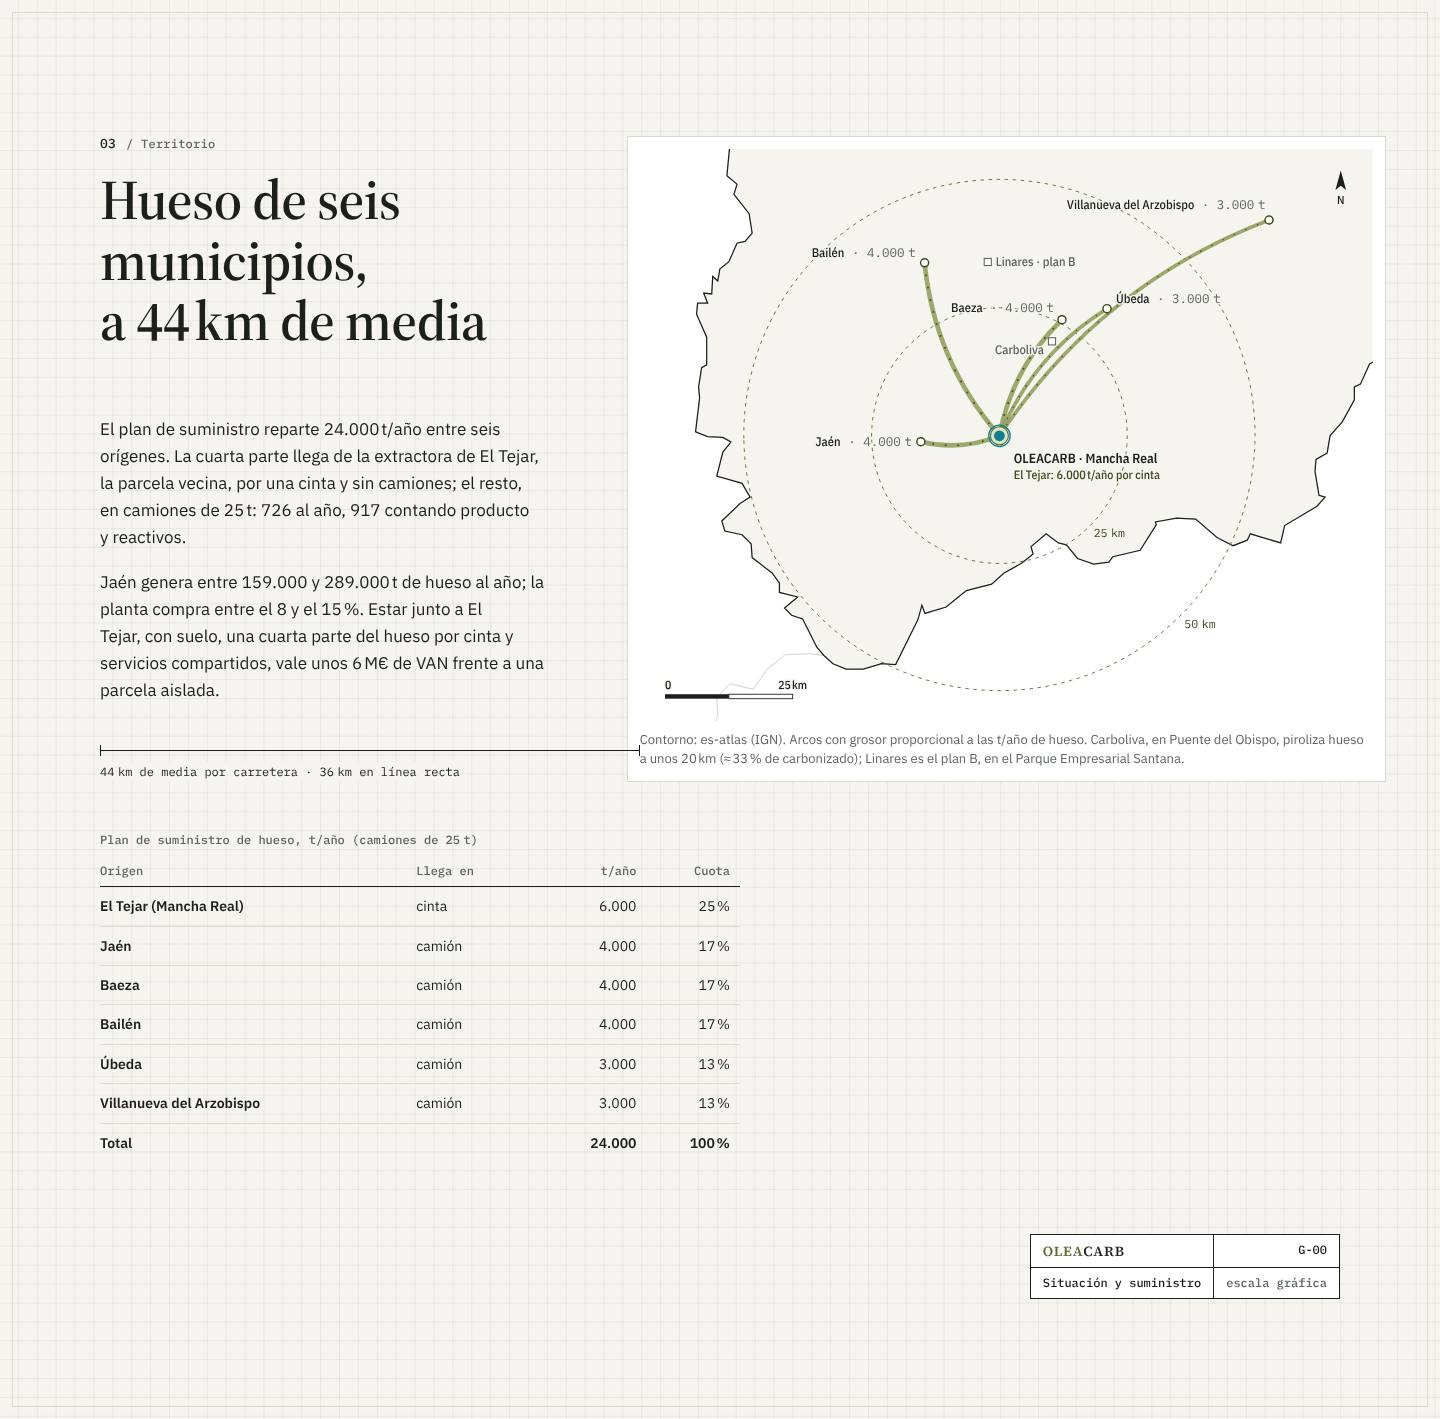 03 / Territorio
Hueso de seis
municipios,
a 44 km de media
El plan de suministro reparte 24.000 t/año entre seis
orígenes. La cuarta parte llega de la extractora de El Tejar,
la parcela vecina, por una cinta y sin camiones; el resto,
en camiones de 25 t: 726 al año, 917 contando producto
y reactivos.
Jaén genera entre 159.000 y 289.000 t de hueso al año; la
planta compra entre el 8 y el 15 %. Estar junto a El
Tejar, con suelo, una cuarta parte del hueso por cinta y
servicios compartidos, vale unos 6 M€ de VAN frente a una
parcela aislada.
44 km de media por carretera · 36 km en línea recta
N
Villanueva del Arzobispo · 3.000 t
Bailén · 4.000 t
Linares · plan B
Baeza · 4.000 t
Úbeda · 3.000 t
Carboliva
Jaén · 4.000 t
OLEACARB · Mancha Real
El Tejar: 6.000 t/año por cinta
25 km
50 km
0 25 km
Contorno: es-atlas (IGN). Arcos con grosor proporcional a las t/año de hueso. Carboliva, en Puente del Obispo, piroliza hueso
a unos 20 km (≈33 % de carbonizado); Linares es el plan B, en el Parque Empresarial Santana.
Plan de suministro de hueso, t/año (camiones de 25 t)
Origen Llega en t/año Cuota
El Tejar (Mancha Real) cinta 6.000 25 %
Jaén camión 4.000 17 %
Baeza camión 4.000 17 %
Bailén camión 4.000 17 %
Úbeda camión 3.000 13 %
Villanueva del Arzobispo camión 3.000 13 %
Total 24.000 100 %
OLEACARB G-00
Situación y suministro escala gráfica